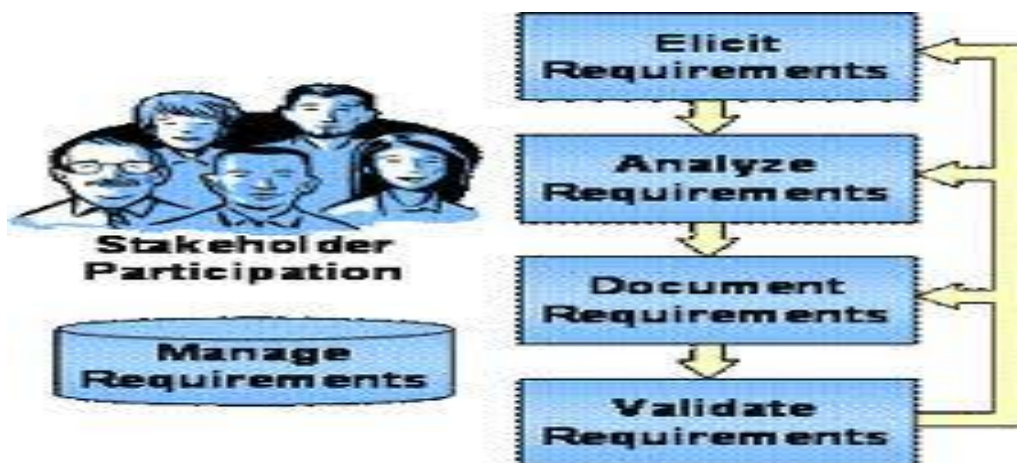 Elicit
Requirements
Analyze
Requirements
Stakeholder
Participation
Document
Requirements
Manage
Requirements
Validate
Requirements